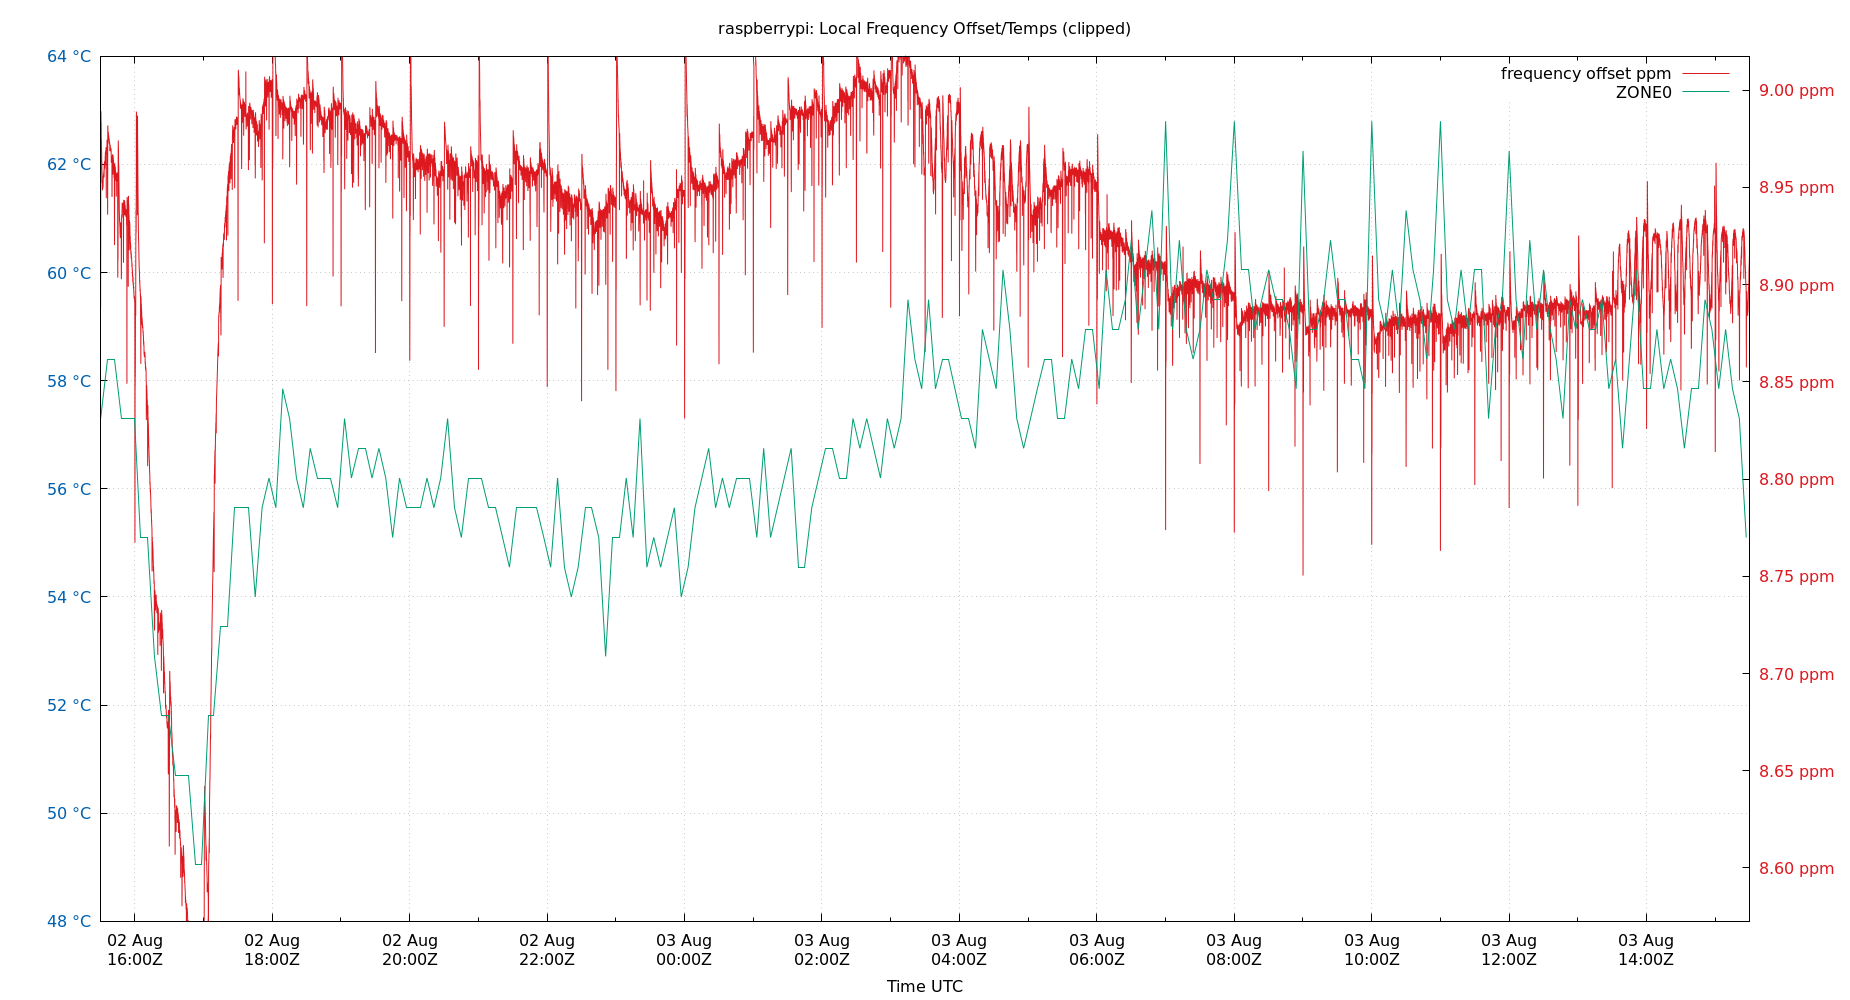 raspberrypi: Local Frequency Offset/Temps (clipped)
frequency offset ppm
ZONE0
64 °C
62 °C
60 °C
58 °C
56 °C
54 °C
52 °C
50 °C
48 °C
9.00 ppm
8.95 ppm
8.90 ppm
8.85 ppm
8.80 ppm
8.75 ppm
8.70 ppm
8.65 ppm
8.60 ppm
02 Aug
16:00Z
02 Aug
18:00Z
02 Aug
20:00Z
02 Aug
22:00Z
03 Aug
00:00Z
03 Aug
02:00Z
03 Aug
04:00Z
03 Aug
06:00Z
03 Aug
08:00Z
03 Aug
10:00Z
03 Aug
12:00Z
03 Aug
14:00Z
Time UTC